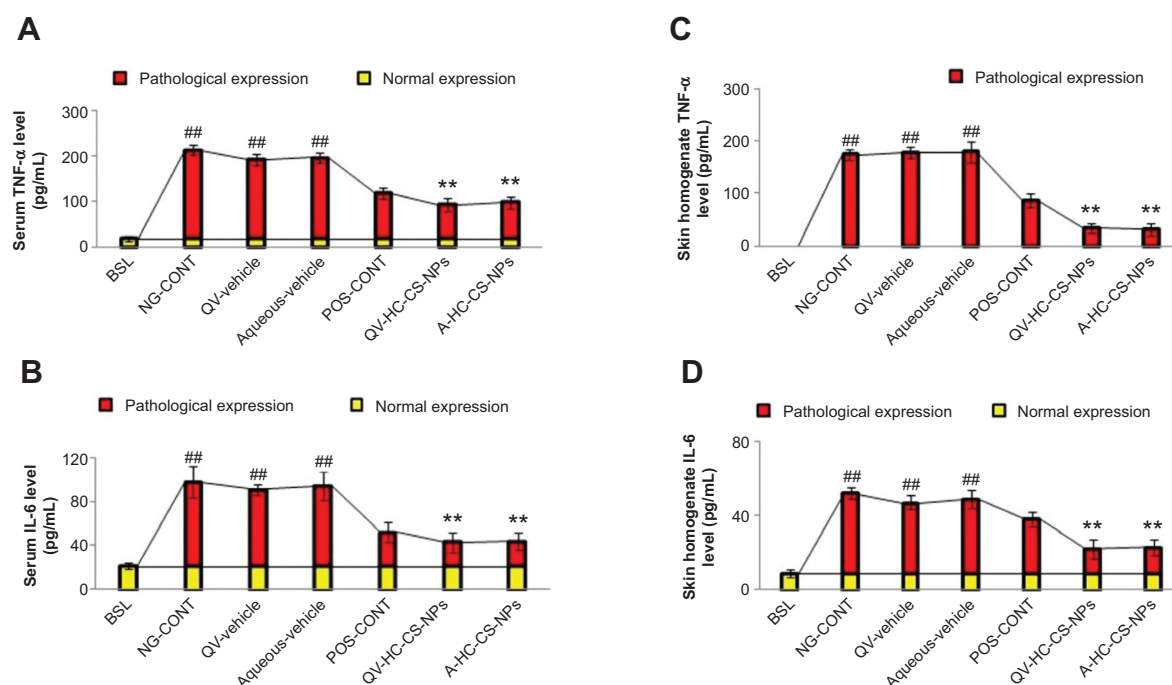 A
Pathological expression
Normal expression
Serum TNF-α level
(pg/mL)
300
200
100
0
##
##
##
**
**
BSL
NG-CONT
QV-vehicle
Aqueous-vehicle
POS-CONT
QV-HC-CS-NPs
A-HC-CS-NPs
C
Pathological expression
Skin homogenate TNF-α
level (pg/mL)
300
200
100
0
##
##
##
**
**
BSL
NG-CONT
QV-vehicle
Aqueous-vehicle
POS-CONT
QV-HC-CS-NPs
A-HC-CS-NPs
B
Pathological expression
Normal expression
Serum IL-6 level
(pg/mL)
120
80
40
0
##
##
##
**
**
BSL
NG-CONT
QV-vehicle
Aqueous-vehicle
POS-CONT
QV-HC-CS-NPs
A-HC-CS-NPs
D
Pathological expression
Normal expression
Skin homogenate IL-6
level (pg/mL)
80
40
0
##
##
##
**
**
BSL
NG-CONT
QV-vehicle
Aqueous-vehicle
POS-CONT
QV-HC-CS-NPs
A-HC-CS-NPs